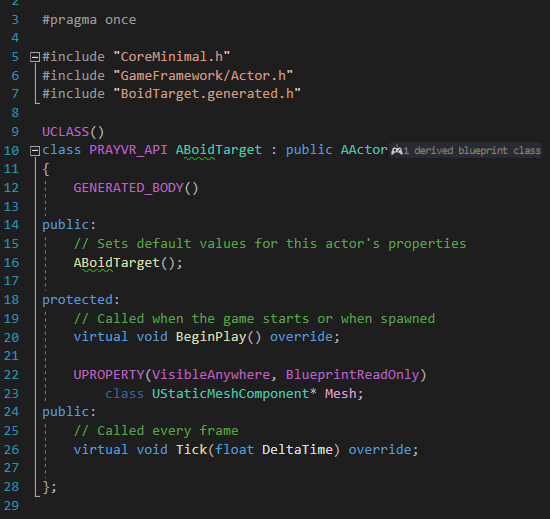 2
3 #pragma once
4
5 #include "CoreMinimal.h"
6 #include "GameFramework/Actor.h"
7 #include "BoidTarget.generated.h"
8
9 UCLASS()
10 class PRAYVR_API ABoidTarget : public AActor 1 derived blueprint class
11 {
12 GENERATED_BODY()
13
14 public:
15 // Sets default values for this actor's properties
16 ABoidTarget();
17
18 protected:
19 // Called when the game starts or when spawned
20 virtual void BeginPlay() override;
21
22 UPROPERTY(VisibleAnywhere, BlueprintReadOnly)
23 class UStaticMeshComponent* Mesh;
24 public:
25 // Called every frame
26 virtual void Tick(float DeltaTime) override;
27
28 };
29